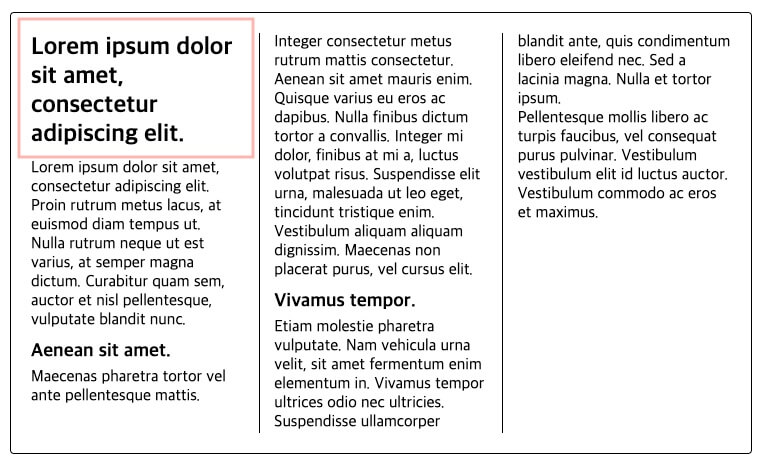 Lorem ipsum dolor
sit amet,
consectetur
adipiscing elit.
Lorem ipsum dolor sit amet,
consectetur adipiscing elit.
Proin rutrum metus lacus, at
euismod diam tempus ut.
Nulla rutrum neque ut est
varius, at semper magna
dictum. Curabitur quam sem,
auctor et nisl pellentesque,
vulputate blandit nunc.
Aenean sit amet.
Maecenas pharetra tortor vel
ante pellentesque mattis.
Integer consectetur metus
rutrum mattis consectetur.
Aenean sit amet mauris enim.
Quisque varius eu eros ac
dapibus. Nulla finibus dictum
tortor a convallis. Integer mi
dolor, finibus at mi a, luctus
volutpat risus. Suspendisse elit
urna, malesuada ut leo eget,
tincidunt tristique enim.
Vestibulum aliquam aliquam
dignissim. Maecenas non
placerat purus, vel cursus elit.
Vivamus tempor.
Etiam molestie pharetra
vulputate. Nam vehicula urna
velit, sit amet fermentum enim
elementum in. Vivamus tempor
ultrices odio nec ultricies.
Suspendisse ullamcorper
blandit ante, quis condimentum
libero eleifend nec. Sed a
lacinia magna. Nulla et tortor
ipsum.
Pellentesque mollis libero ac
turpis faucibus, vel consequat
purus pulvinar. Vestibulum
vestibulum elit id luctus auctor.
Vestibulum commodo ac eros
et maximus.